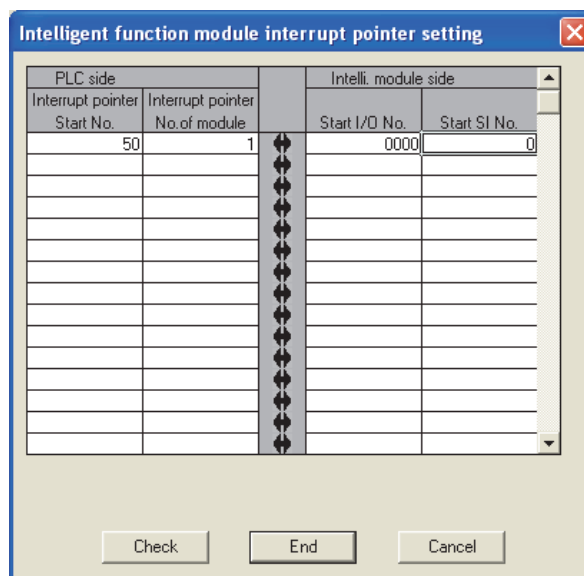 Intelligent function module interrupt pointer setting
PLC side Intelli. module side
Interrupt pointer Interrupt pointer
Start No. No.of module Start I/O No. Start SI No.
50 1 0000 0
Check End Cancel